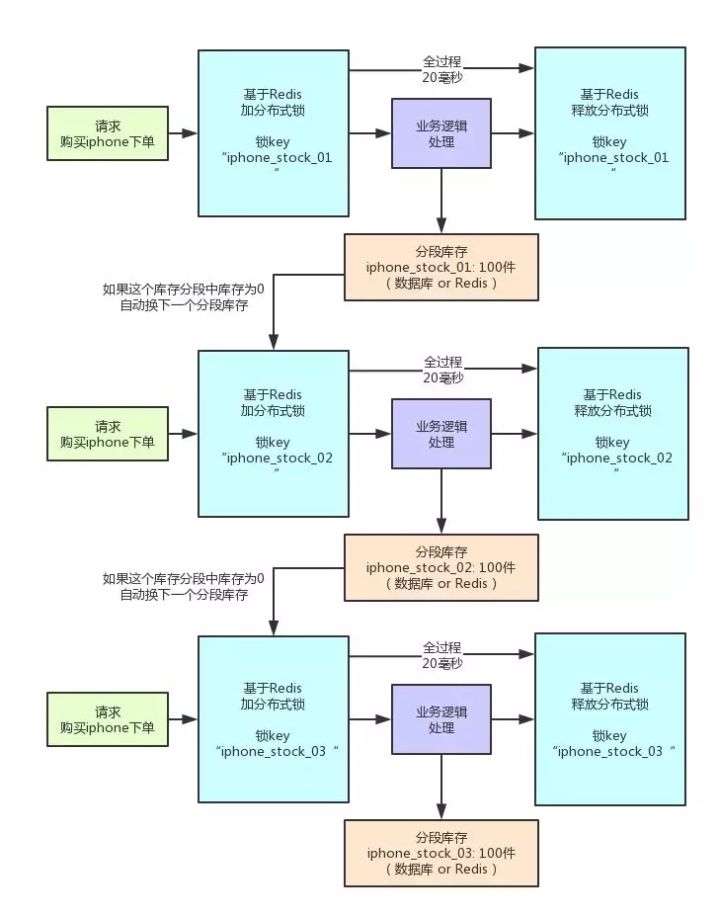 全过程
20毫秒
基于Redis
加分布式锁
锁key
“iphone_stock_01
”
请求
购买iphone下单
业务逻辑
处理
基于Redis
释放分布式锁
锁key
“iphone_stock_01
”
分段库存
iphone_stock_01: 100件
（数据库 or Redis）
如果这个库存分段中库存为0
自动换下一个分段库存
全过程
20毫秒
基于Redis
加分布式锁
锁key
“iphone_stock_02
”
请求
购买iphone下单
业务逻辑
处理
基于Redis
释放分布式锁
锁key
“iphone_stock_02
”
分段库存
iphone_stock_02: 100件
（数据库 or Redis）
如果这个库存分段中库存为0
自动换下一个分段库存
全过程
20毫秒
基于Redis
加分布式锁
锁key
“iphone_stock_03 ”
请求
购买iphone下单
业务逻辑
处理
基于Redis
释放分布式锁
锁key
“iphone_stock_03 ”
分段库存
iphone_stock_03: 100件
（数据库 or Redis）